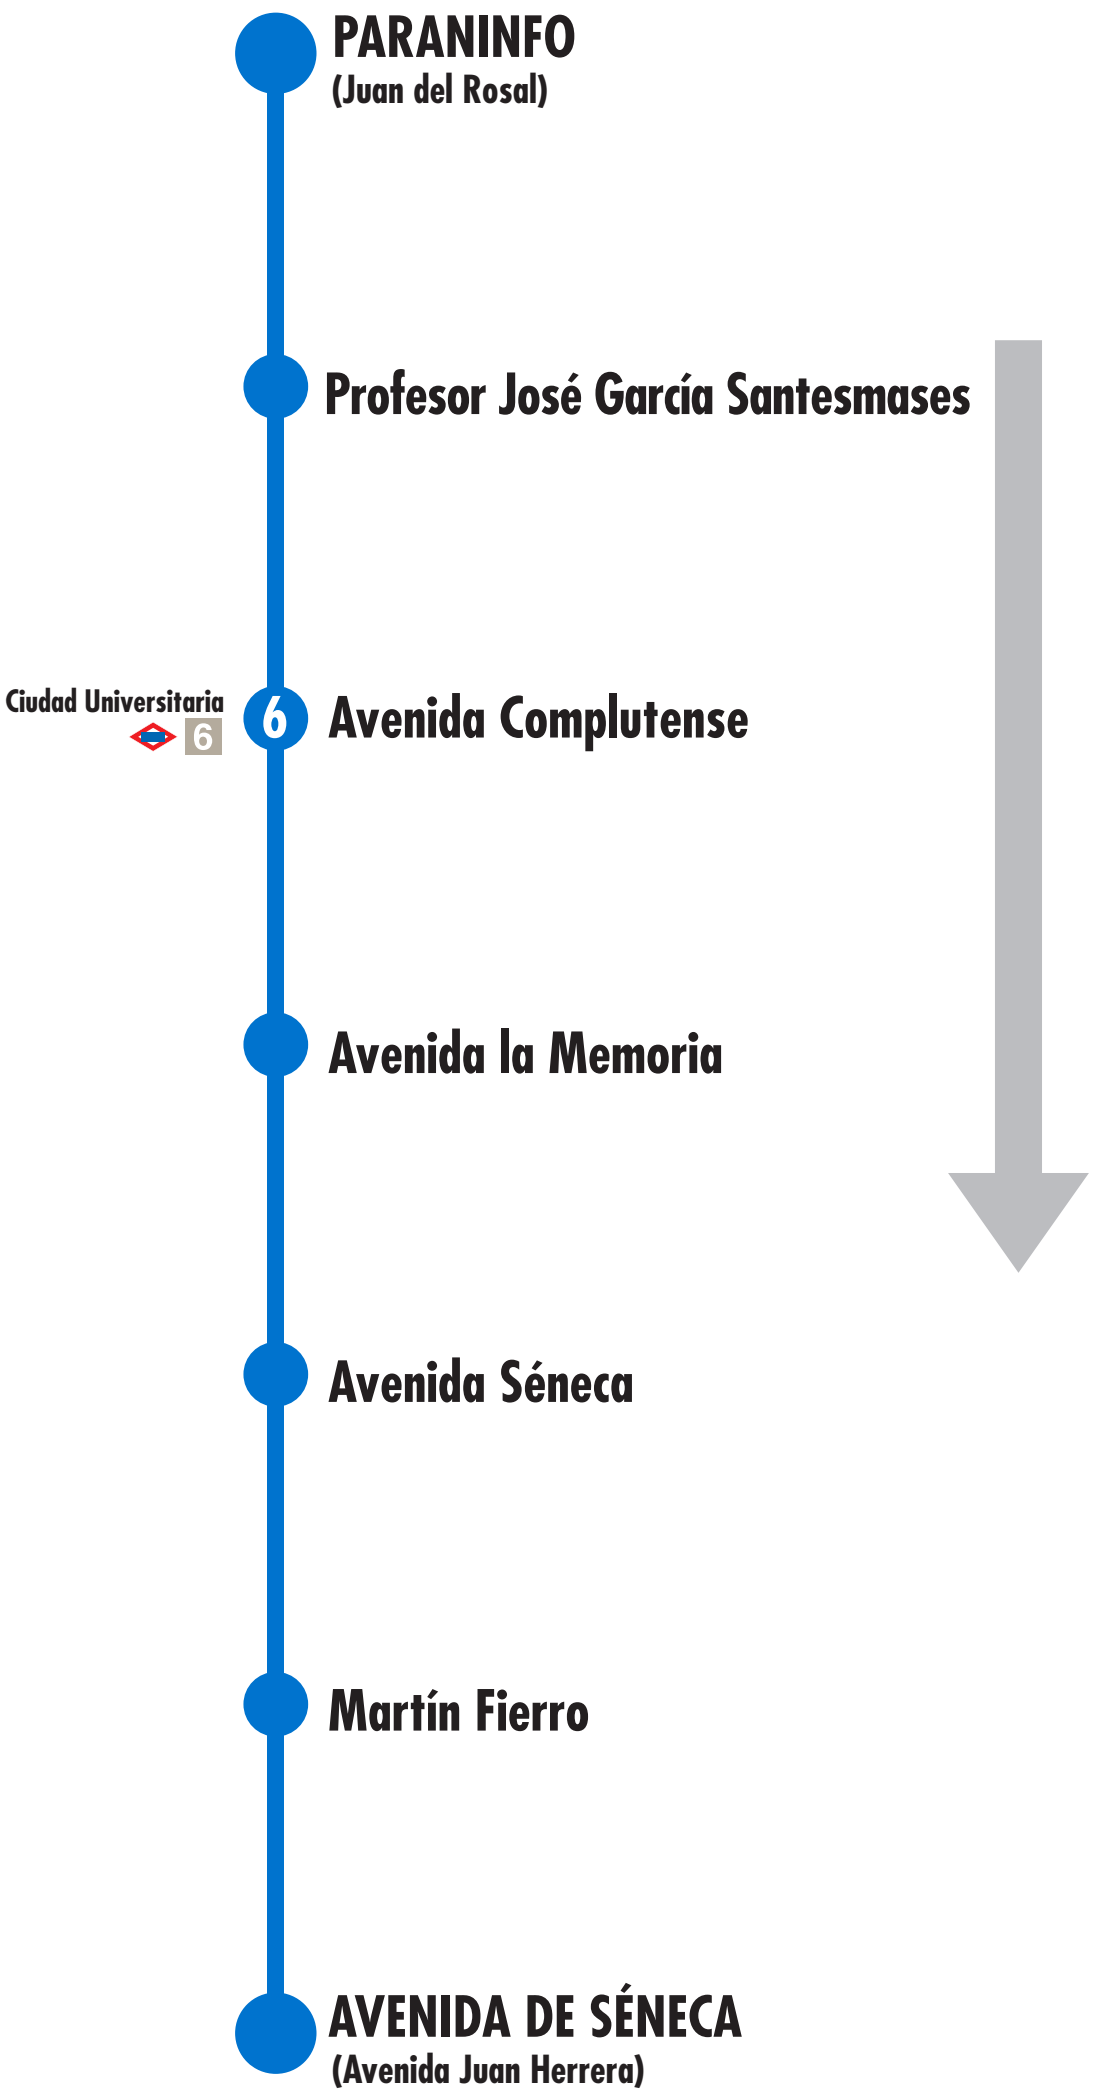 PARANINFO
(Juan del Rosal)
Profesor José García Santesmases
Ciudad Universitaria
6
6
Avenida Complutense
Avenida la Memoria
Avenida Séneca
Martín Fierro
AVENIDA DE SÉNECA
(Avenida Juan Herrera)